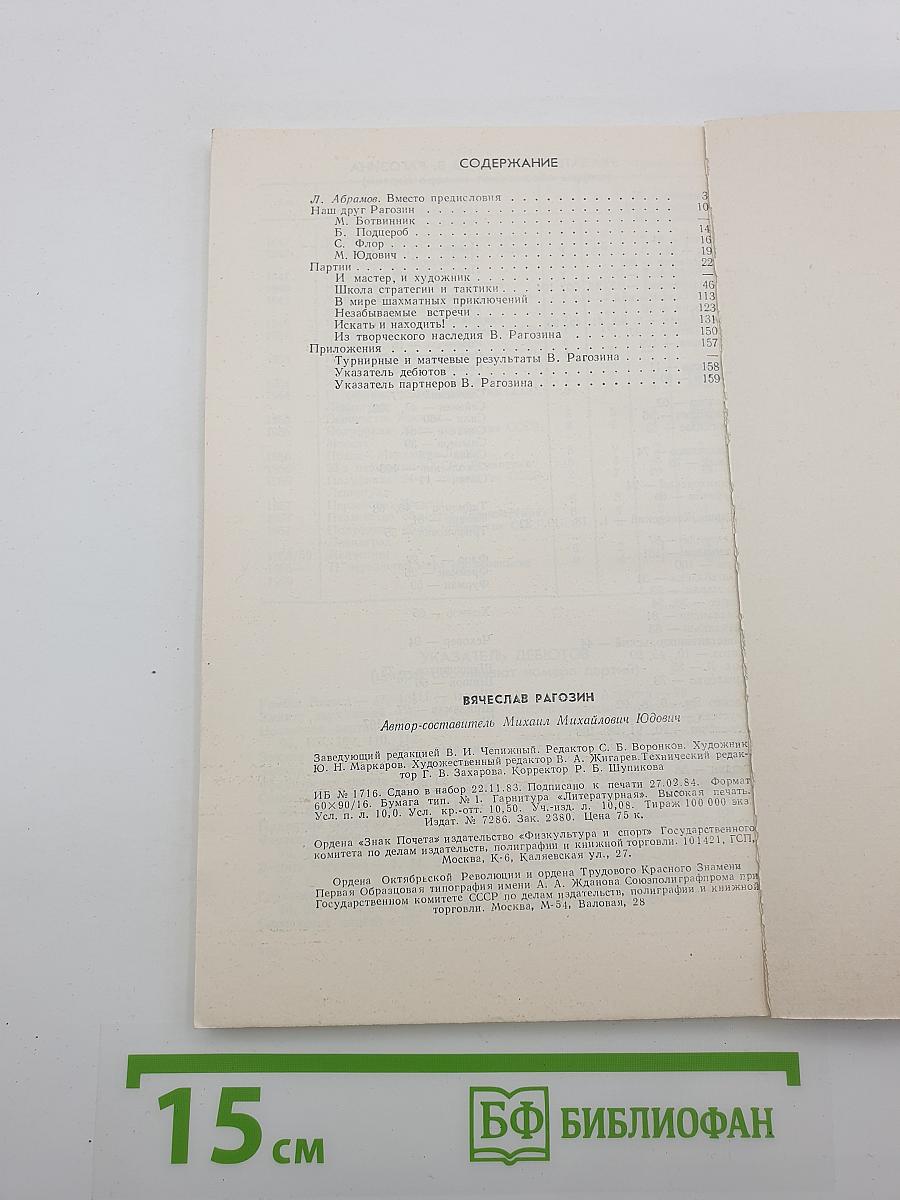 СОДЕРЖАНИЕ
Л. Абрамов. Вместо предисловия . . . . . . . . . . . . . . 3
Наш друг Рагозин . . . . . . . . . . . . . . . . . . . . . 10
М. Ботвинник . . . . . . . . . . . . . . . . . . . . . —
Б. Подцероб . . . . . . . . . . . . . . . . . . . . . 14
С. Флор . . . . . . . . . . . . . . . . . . . . . . . 16
М. Юдович . . . . . . . . . . . . . . . . . . . . . . 19
Партии . . . . . . . . . . . . . . . . . . . . . . . . . . 22
И мастер, и художник . . . . . . . . . . . . . . . . . —
Школа стратегии и тактики . . . . . . . . . . . . . . . 46
В мире шахматных приключений . . . . . . . . . . . . 113
Незабываемые встречи . . . . . . . . . . . . . . . . . 123
Искать и находить! . . . . . . . . . . . . . . . . . . 131
Из творческого наследия В. Рагозина . . . . . . . . . 150
Приложения . . . . . . . . . . . . . . . . . . . . . . . . 157
Турнирные и матчевые результаты В. Рагозина . . . . . —
Указатель дебютов . . . . . . . . . . . . . . . . . . 158
Указатель партнеров В. Рагозина . . . . . . . . . . . 159
ВЯЧЕСЛАВ РАГОЗИН
Автор-составитель Михаил Михайлович Юдович
Заведующий редакцией В. И. Чепижный. Редактор С. Б. Воронков. Художник
Ю. Н. Маркаров. Художественный редактор В. А. Жигарев. Технический редак-
тор Г. В. Захарова. Корректор Р. Б. Шупикова
ИБ № 1716. Сдано в набор 22.11.83. Подписано к печати 27.02.84. Формат
60×90/16. Бумага тип. № 1. Гарнитура «Литературная». Высокая печать.
Усл. п. л. 10,0. Усл. кр.-отт. 10,50. Уч.-изд. л. 10,08. Тираж 100 000 экз.
Издат. № 7286. Зак. 2380. Цена 75 к.
Ордена «Знак Почета» издательство «Физкультура и спорт» Государственного
комитета по делам издательств, полиграфии и книжной торговли. 101421, ГСП,
Москва, К-6, Каляевская ул., 27.
Ордена Октябрьской Революции и ордена Трудового Красного Знамени
Первая Образцовая типография имени А. А. Жданова Союзполиграфпрома при
Государственном комитете СССР по делам издательств, полиграфии и книжной
торговли. Москва, М-54, Валовая, 28
15 см
БФ БИБЛИОФАН